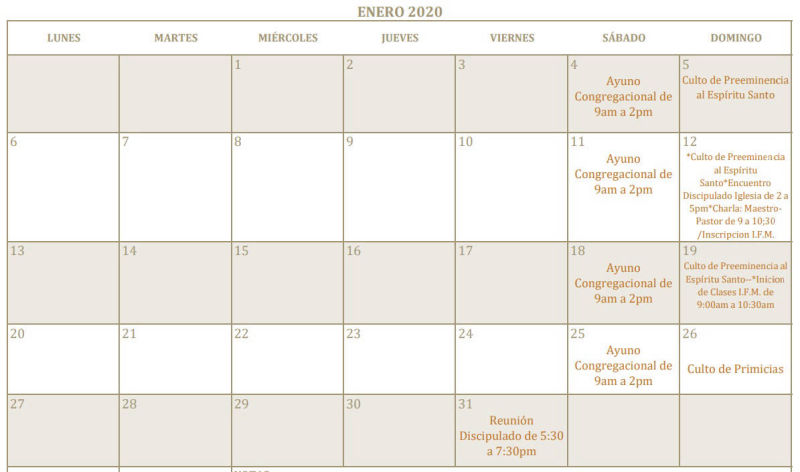 ENERO 2020
LUNES MARTES MIÉRCOLES JUEVES VIERNES SÁBADO DOMINGO
1 2 3 4 5
Ayuno
Congregacional de
9am a 2pm
Culto de Preeminencia
al Espíritu Santo
6 7 8 9 10 11 12
Ayuno
Congregacional de
9am a 2pm
*Culto de Preeminencia
al Espíritu
Santo*Encuentro
Discipulado Iglesia de 2 a
5pm*Charla: Maestro-
Pastor de 9 a 10;30
/Inscripcion I.F.M.
13 14 15 16 17 18 19
Ayuno
Congregacional de
9am a 2pm
Culto de Preeminencia al
Espíritu Santo--*Inicion
de Clases I.F.M. de
9:00am a 10:30am
20 21 22 23 24 25 26
Ayuno
Congregacional de
9am a 2pm
Culto de Primicias
27 28 29 30 31
Reunión
Discipulado de 5:30
a 7:30pm